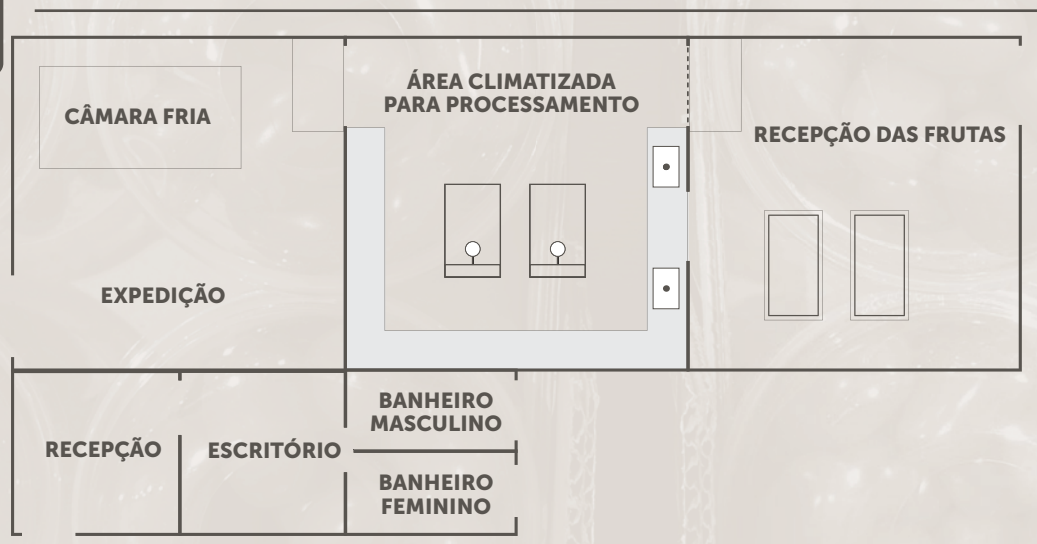 ÁREA CLIMATIZADA
PARA PROCESSAMENTO
CÂMARA FRIA
RECEPÇÃO DAS FRUTAS
EXPEDIÇÃO
BANHEIRO
MASCULINO
RECEPÇÃO
ESCRITÓRIO
BANHEIRO
FEMININO